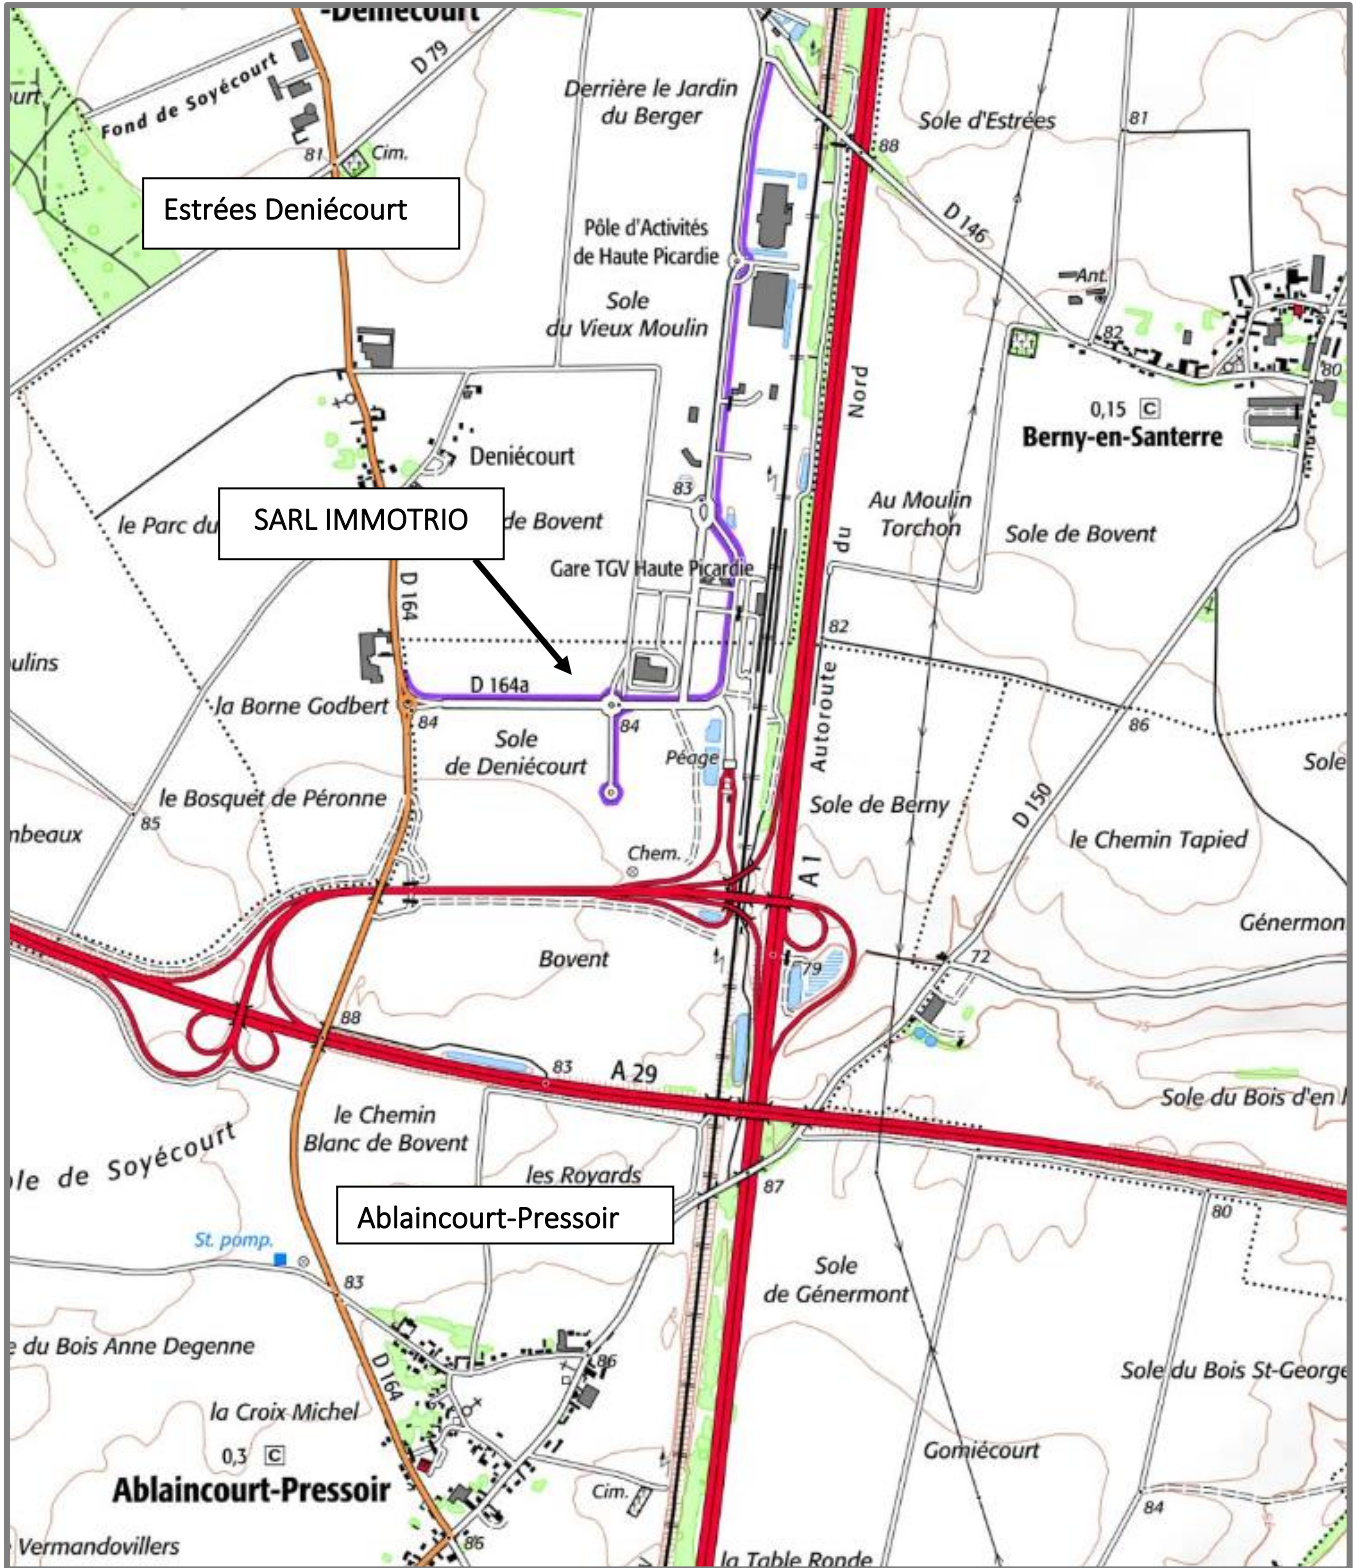 -Deniécourt
D 79
Fond de Soyécourt
Derrière le Jardin
du Berger
Sole d'Estrées
81
88
81
Cim.
Estrées Deniécourt
D 146
Pôle d'Activités
de Haute Picardie
Ant.
Sole
du Vieux Moulin
82
80
Nord
0,15 C
Berny-en-Santerre
Deniécourt
83
Au Moulin
Torchon
le Parc du
SARL IMMOTRIO
de Bovent
du
Sole de Bovent
Gare TGV Haute Picardie
D 164
82
ulins
D 164a
Autoroute
la Borne Godbert
84
84
86
Sole
de Deniécourt
Péage
Sole
le Bosquet de Péronne
Sole de Berny
D 150
85
mbeaux
le Chemin Tapied
Chem.
A 1
Génermon
Bovent
72
79
88
83
A 29
75
Sole du Bois d'en
le Chemin
Blanc de Bovent
ole de Soyécourt
les Royards
87
Ablaincourt-Pressoir
80
St. pomp.
83
Sole
de Génermont
e du Bois Anne Degenne
86
D 164
Sole du Bois St-George
la Croix Michel
0,3 C
Gomiécourt
Ablaincourt-Pressoir
Cim.
84
Vermandovillers
86
la Table Ronde